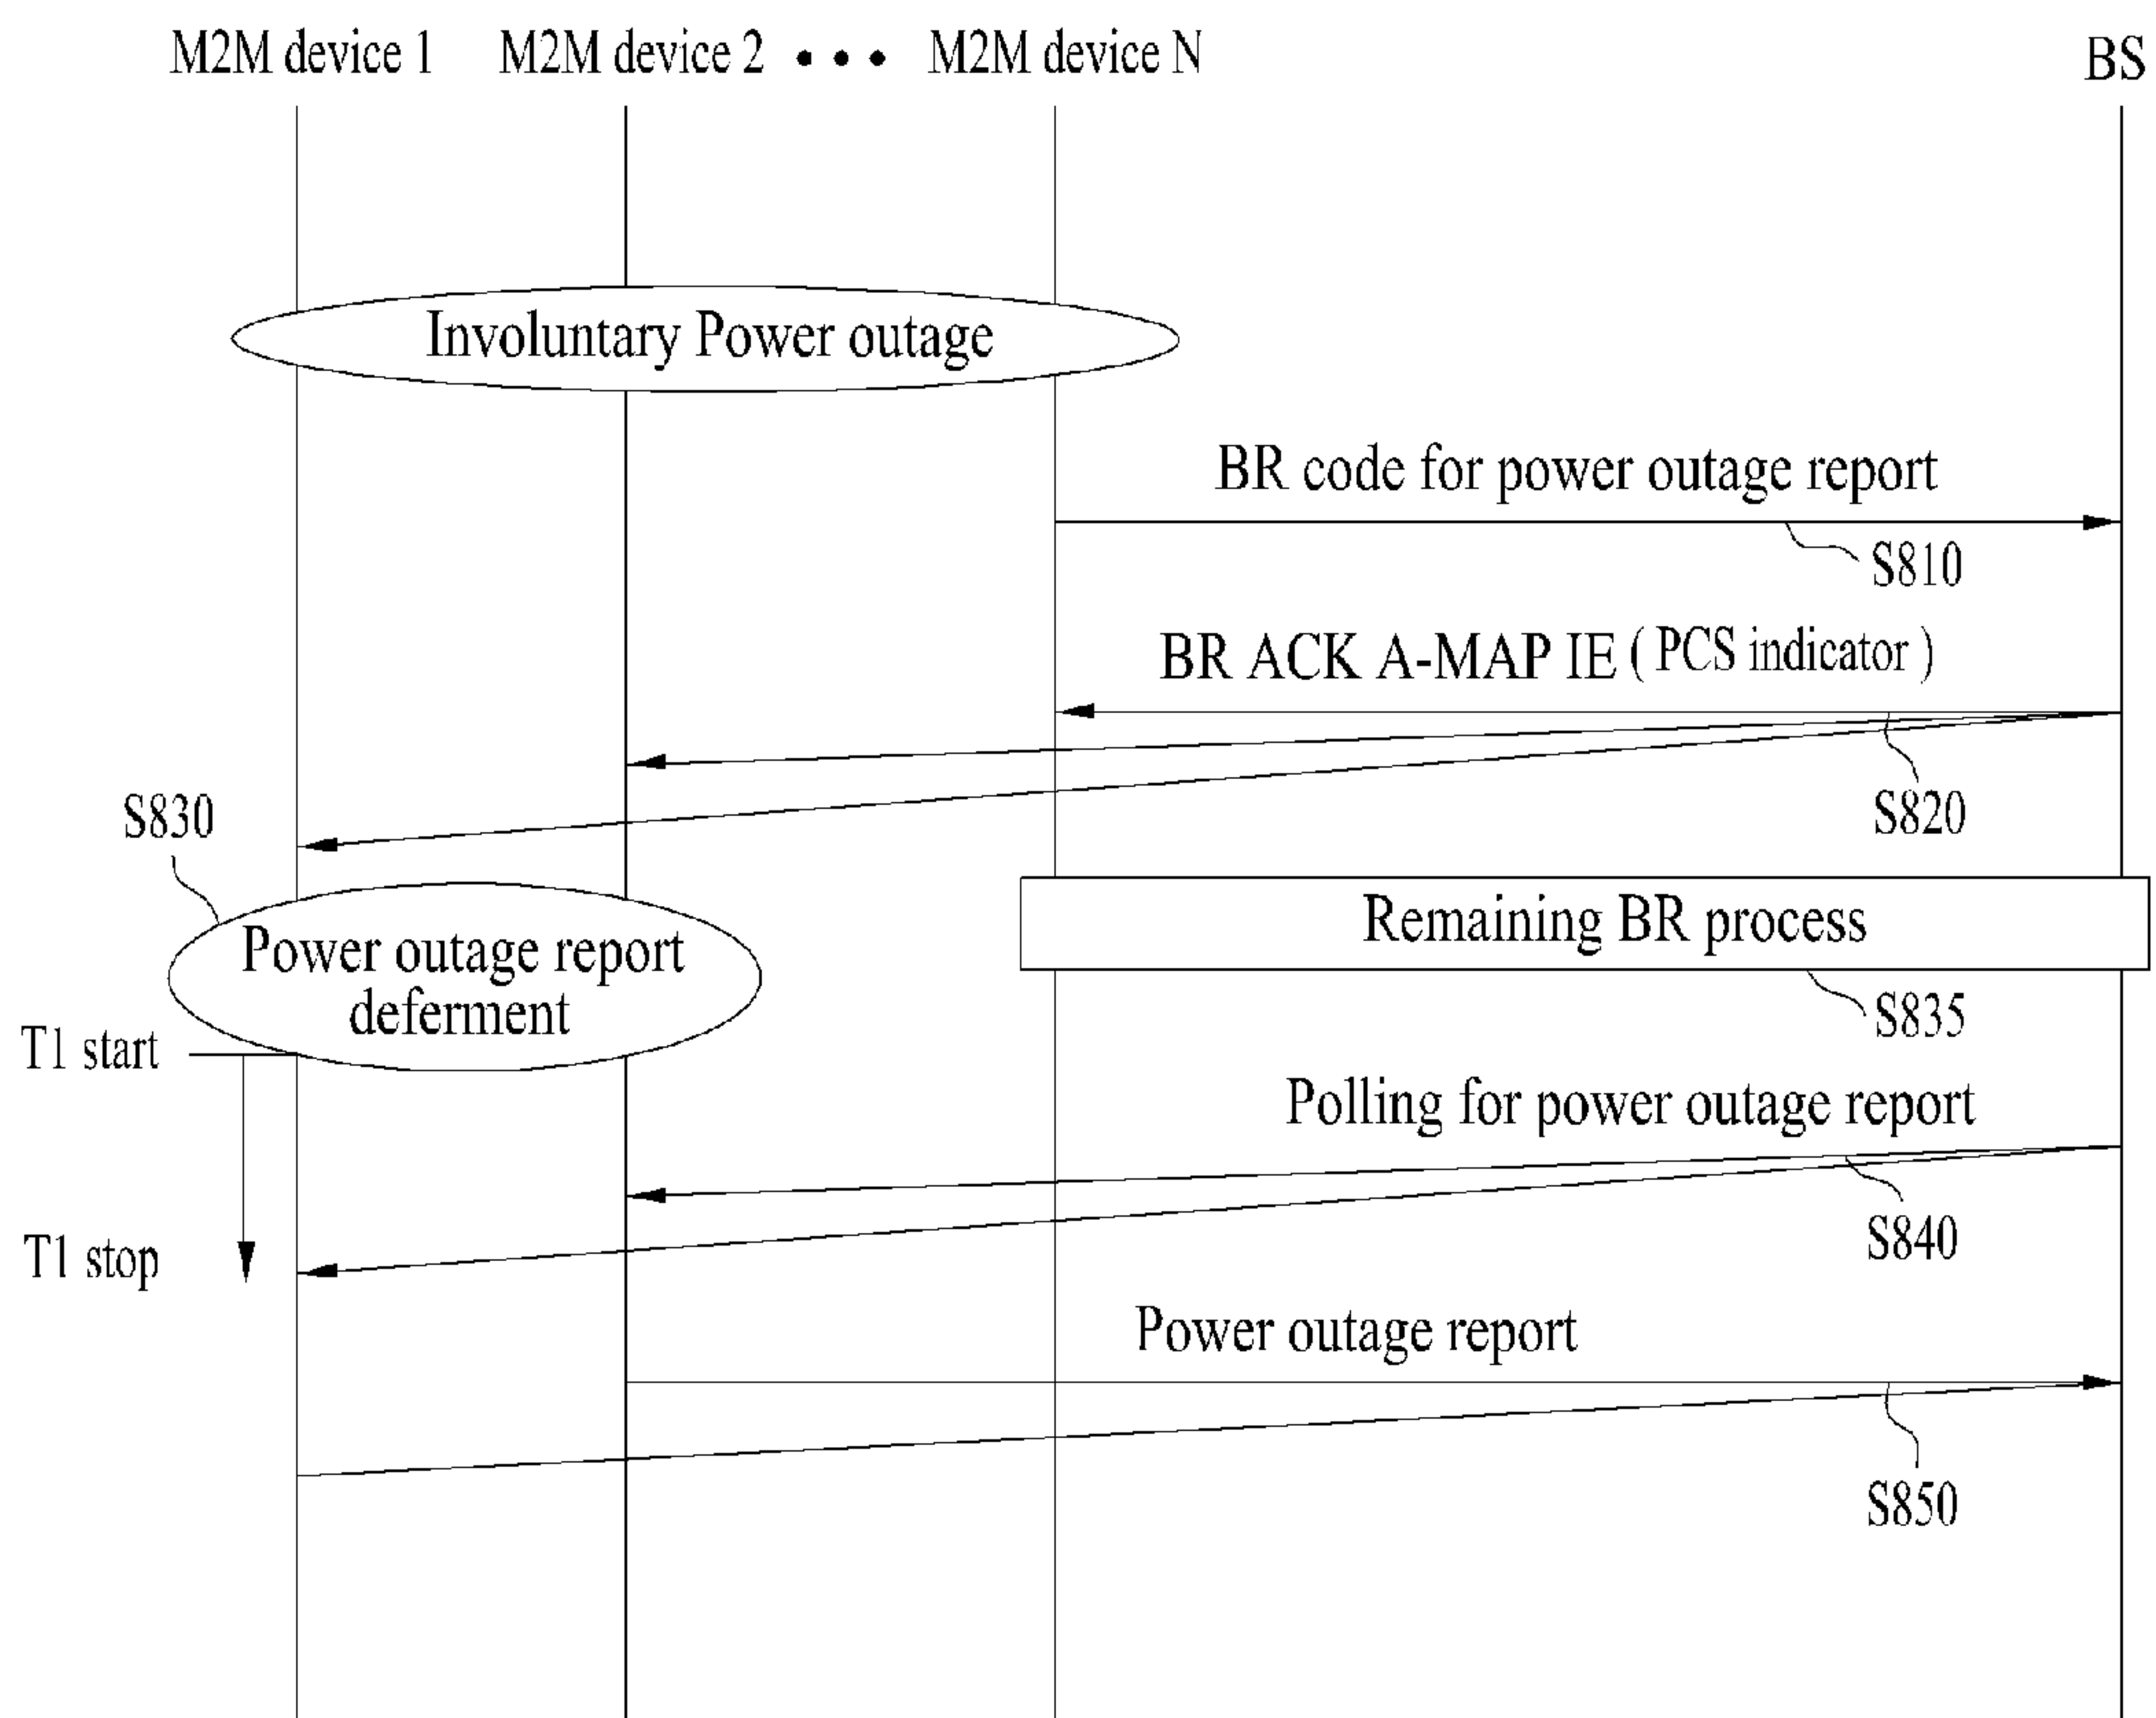 M2M device 1 M2M device 2 • • • M2M device N BS
Involuntary Power outage
BR code for power outage report
S810
BR ACK A-MAP IE ( PCS indicator )
S820
S830
Remaining BR process
Power outage report
deferment
S835
T1 start
Polling for power outage report
S840
T1 stop
Power outage report
S850